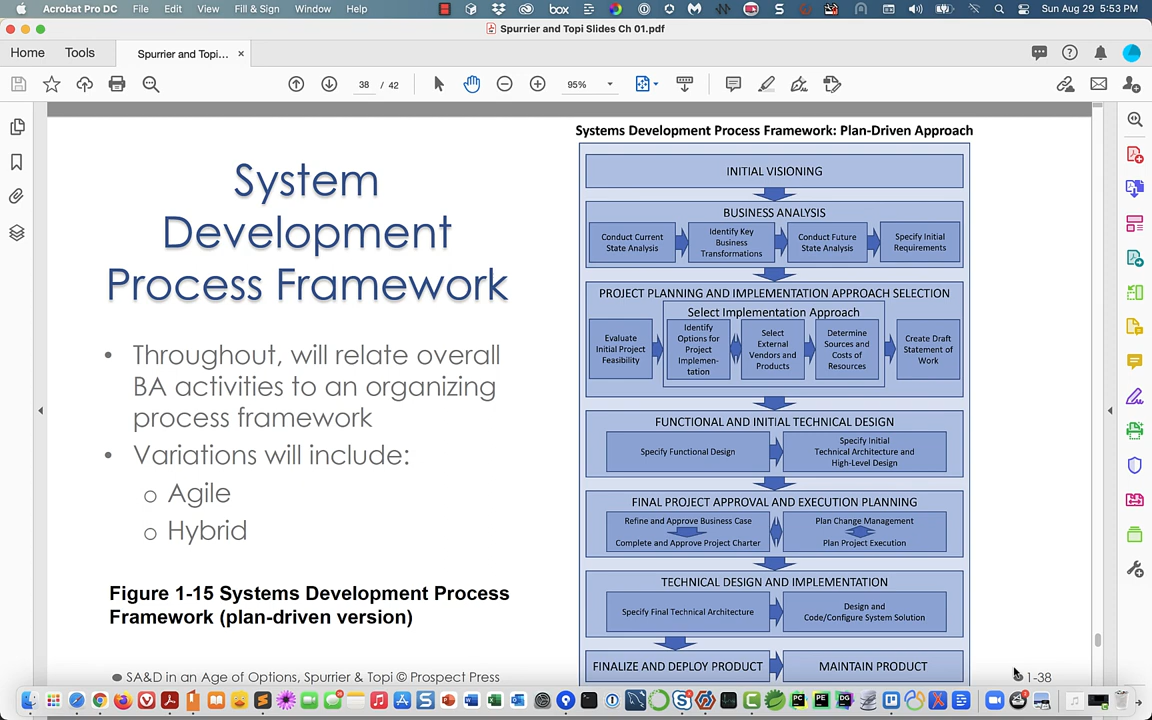 Acrobat Pro DC File Edit View Fill & Sign Window Help
box
Sun Aug 29 5:53 PM
Spurrier and Topi Slides Ch 01.pdf
Home Tools Spurrier and Topi... ×
38 / 42
95%
System
Development
Process Framework
• Throughout, will relate overall
BA activities to an organizing
process framework
• Variations will include:
o Agile
o Hybrid
Figure 1-15 Systems Development Process
Framework (plan-driven version)
SA&D in an Age of Options, Spurrier & Topi © Prospect Press
Systems Development Process Framework: Plan-Driven Approach
INITIAL VISIONING
BUSINESS ANALYSIS
Conduct Current
State Analysis
Identify Key
Business
Transformations
Conduct Future
State Analysis
Specify Initial
Requirements
PROJECT PLANNING AND IMPLEMENTATION APPROACH SELECTION
Select Implementation Approach
Evaluate
Initial Project
Feasibility
Identify
Options for
Project
Implemen-
tation
Select
External
Vendors and
Products
Determine
Sources and
Costs of
Resources
Create Draft
Statement of
Work
FUNCTIONAL AND INITIAL TECHNICAL DESIGN
Specify Functional Design
Specify Initial
Technical Architecture and
High-Level Design
FINAL PROJECT APPROVAL AND EXECUTION PLANNING
Refine and Approve Business Case
Complete and Approve Project Charter
Plan Change Management
Plan Project Execution
TECHNICAL DESIGN AND IMPLEMENTATION
Specify Final Technical Architecture
Design and
Code/Configure System Solution
FINALIZE AND DEPLOY PRODUCT
MAINTAIN PRODUCT
1-38